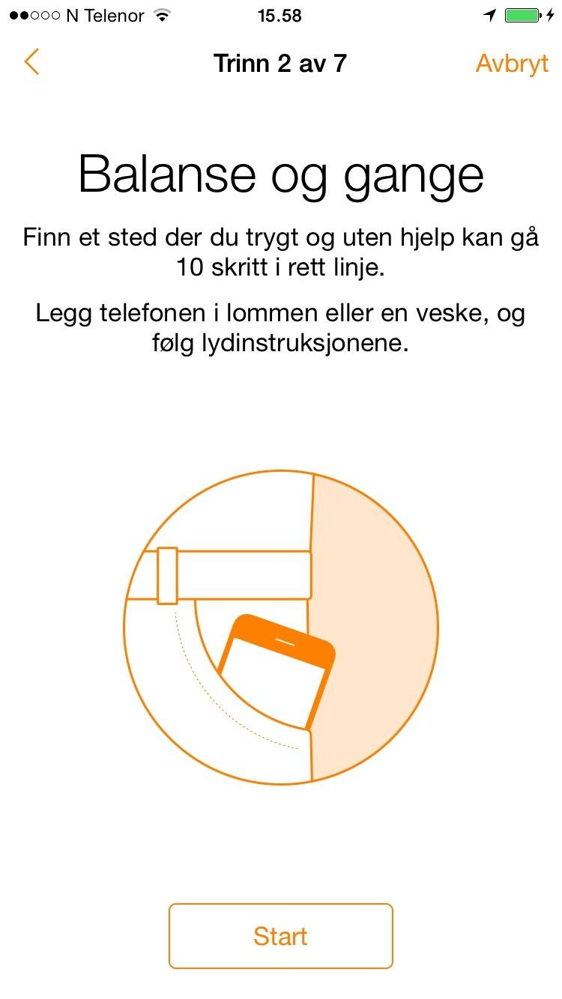 N Telenor 15.58
Trinn 2 av 7 Avbryt
Balanse og gange
Finn et sted der du trygt og uten hjelp kan gå
10 skritt i rett linje.
Legg telefonen i lommen eller en veske, og
følg lydinstruksjonene.
Start